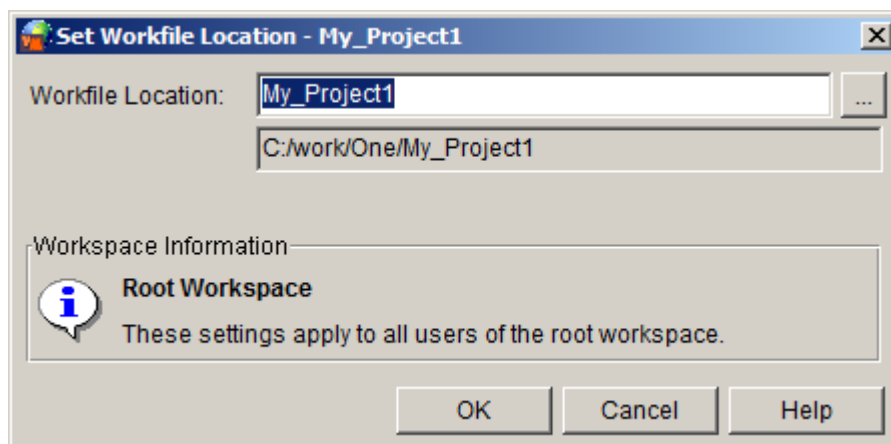 Set Workfile Location - My_Project1
Workfile Location: My_Project1 ...
C:/work/One/My_Project1
Workspace Information
Root Workspace
These settings apply to all users of the root workspace.
OK Cancel Help